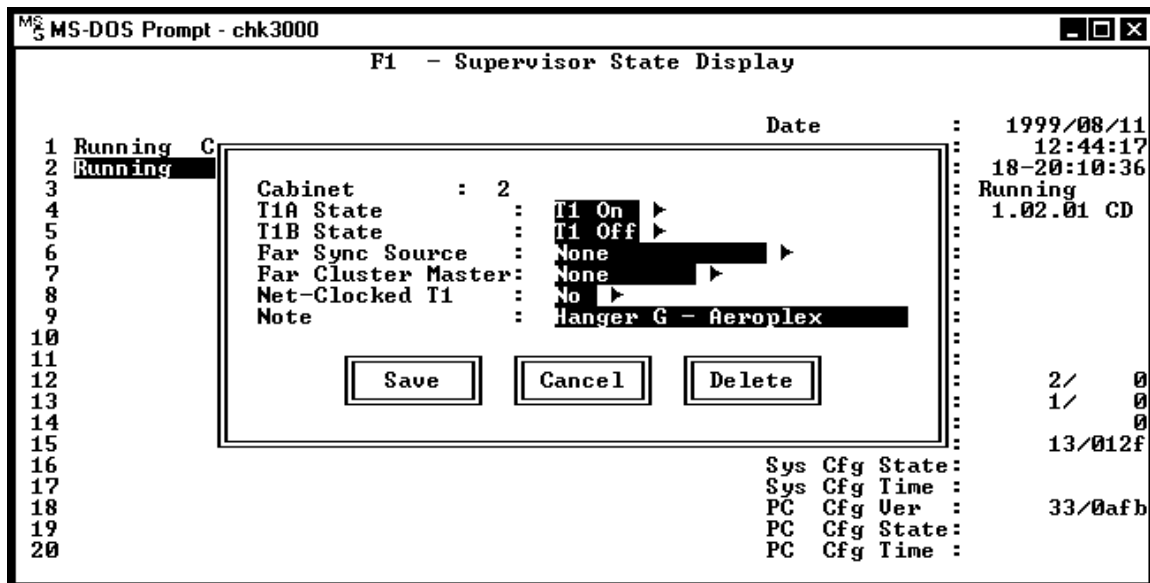 MS-DOS Prompt - chk3000
F1 - Supervisor State Display
Date : 1999/08/11
1 Running C : 12:44:17
2 Running : 18-20:10:36
3 Cabinet : 2 : Running
4 T1A State : T1 On : 1.02.01 CD
5 T1B State : T1 Off :
6 Far Sync Source : None :
7 Far Cluster Master: None :
8 Net-Clocked T1 : No :
9 Note : Hanger G - Aeroplex :
10 :
11 :
12 Save Cancel Delete : 2/ 0
13 : 1/ 0
14 : 0
15 : 13/012f
16 Sys Cfg State:
17 Sys Cfg Time :
18 PC Cfg Ver : 33/0afb
19 PC Cfg State:
20 PC Cfg Time :